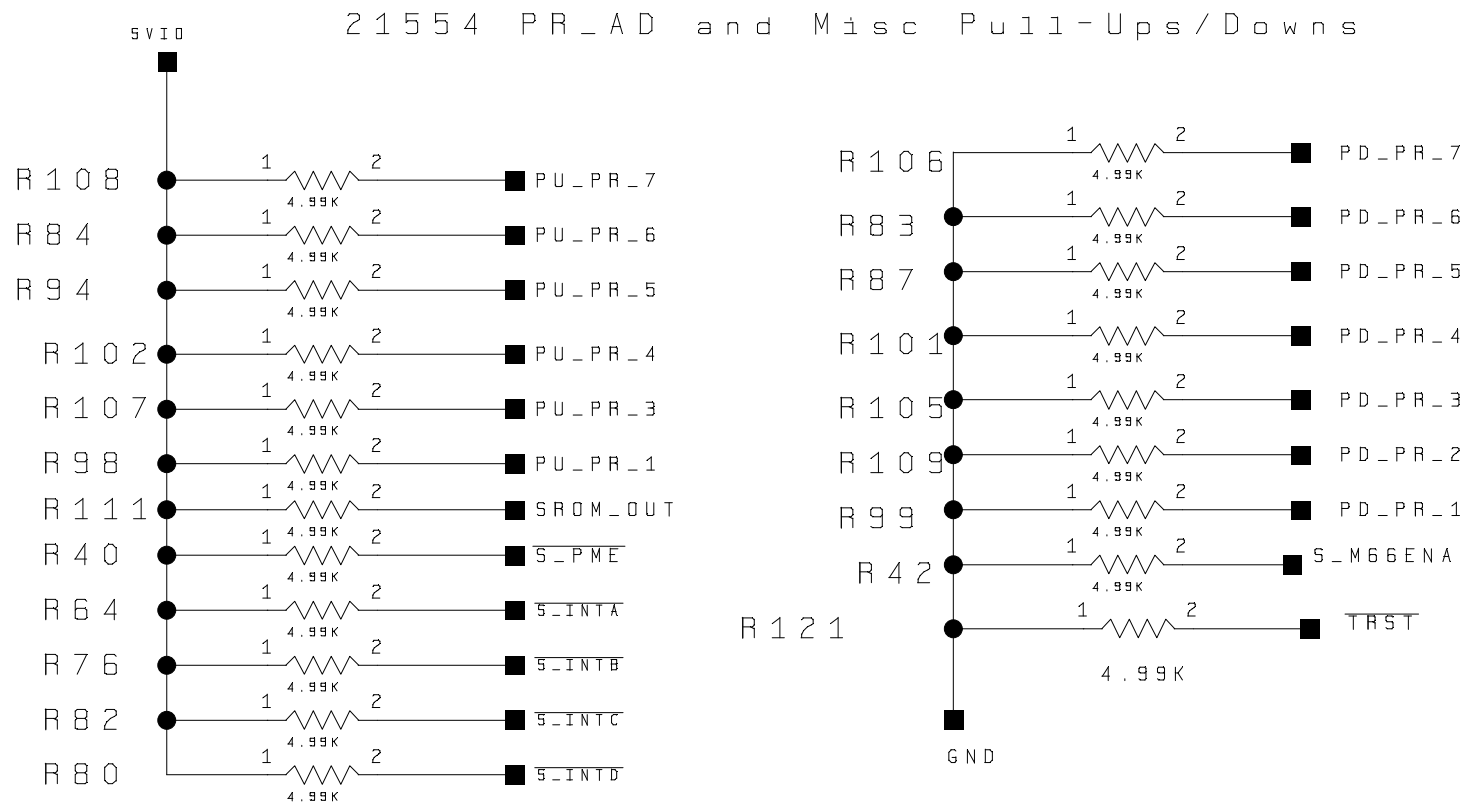 21554 PR_AD and Misc Pull-Ups/Downs
SVIO
R108 1 2 4.99K PU_PR_7
R84 1 2 4.99K PU_PR_6
R94 1 2 4.99K PU_PR_5
R102 1 2 4.99K PU_PR_4
R107 1 2 4.99K PU_PR_3
R98 1 2 4.99K PU_PR_1
R111 1 2 4.99K SROM_OUT
R40 1 2 4.99K S_PME
R64 1 2 4.99K S_INTA
R76 1 2 4.99K S_INTB
R82 1 2 4.99K S_INTC
R80 1 2 4.99K S_INTD
R106 1 2 4.99K PD_PR_7
R83 1 2 4.99K PD_PR_6
R87 1 2 4.99K PD_PR_5
R101 1 2 4.99K PD_PR_4
R105 1 2 4.99K PD_PR_3
R109 1 2 4.99K PD_PR_2
R99 1 2 4.99K PD_PR_1
R42 1 2 4.99K S_M66ENA
R121 1 2 4.99K TRST
GND